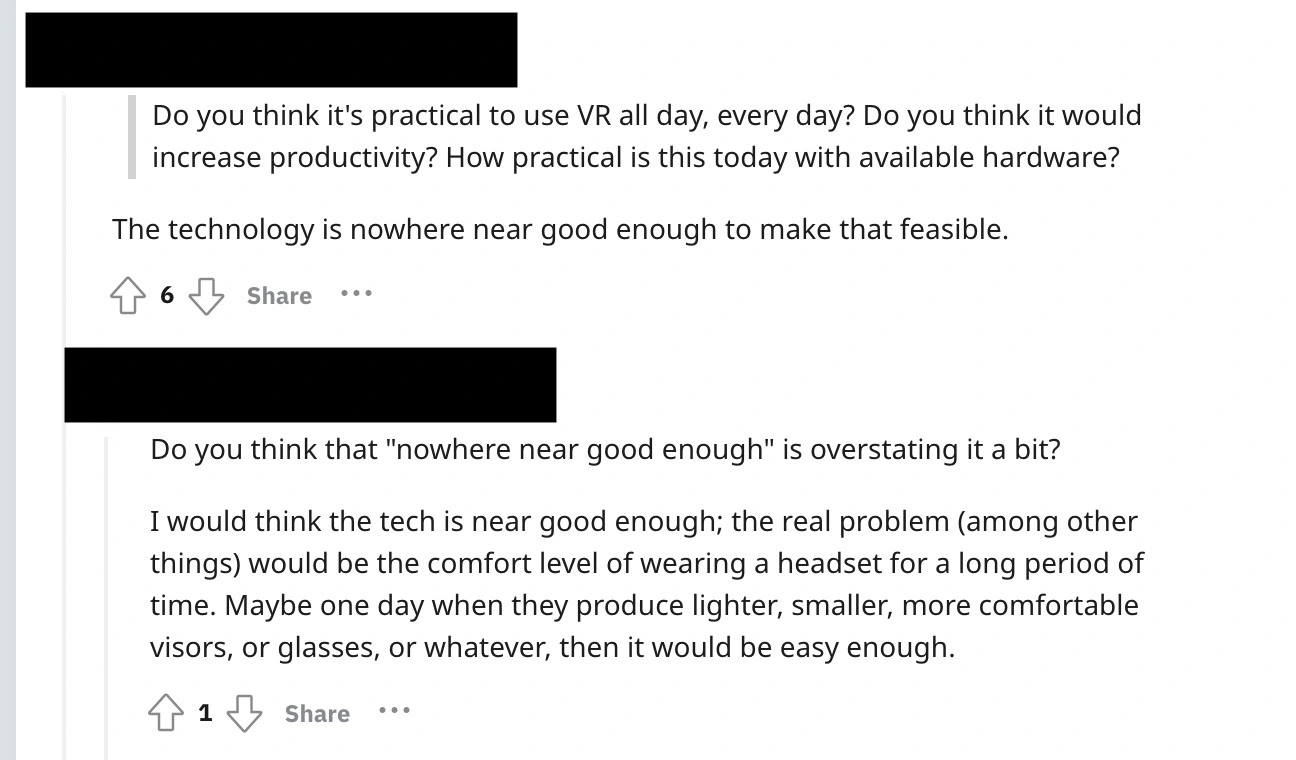 Do you think it's practical to use VR all day, every day? Do you think it would
increase productivity? How practical is this today with available hardware?
The technology is nowhere near good enough to make that feasible.
6 Share •••
Do you think that "nowhere near good enough" is overstating it a bit?
I would think the tech is near good enough; the real problem (among other
things) would be the comfort level of wearing a headset for a long period of
time. Maybe one day when they produce lighter, smaller, more comfortable
visors, or glasses, or whatever, then it would be easy enough.
1 Share •••